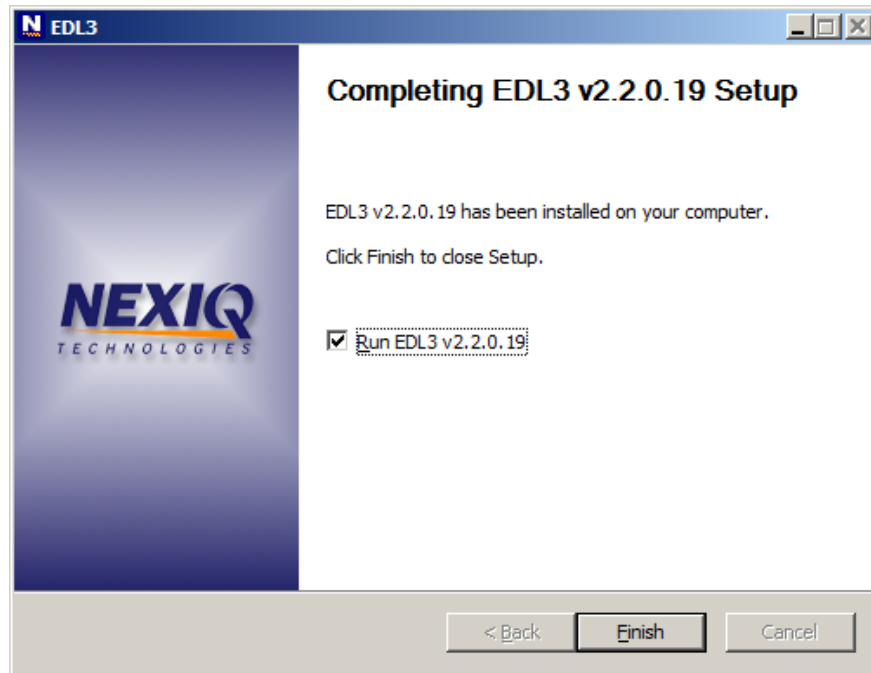 EDL3
Completing EDL3 v2.2.0.19 Setup
EDL3 v2.2.0.19 has been installed on your computer.
Click Finish to close Setup.
NEXIQ
TECHNOLOGIES
Run EDL3 v2.2.0.19
< Back
Finish
Cancel